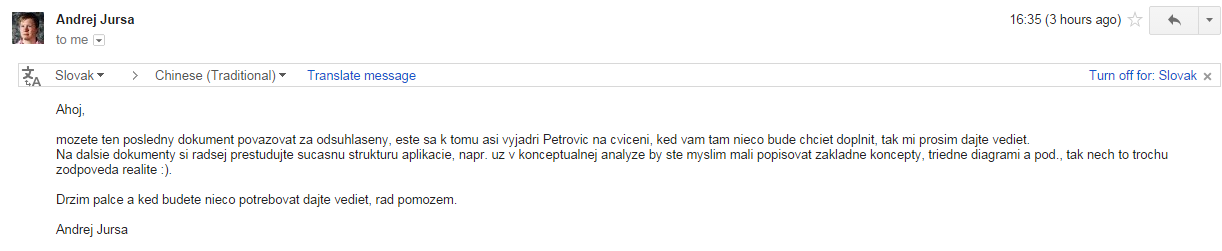 Andrej Jursa
16:35 (3 hours ago)
to me
Slovak > Chinese (Traditional) Translate message Turn off for: Slovak ×
Ahoj,
mozete ten posledny dokument povazovat za odsuhlaseny, este sa k tomu asi vyjadri Petrovic na cviceni, ked vam tam nieco bude chciet doplnit, tak mi prosim dajte vediet.
Na dalsie dokumenty si radsej prestudujte sucasnu strukturu aplikacie, napr. uz v konceptualnej analyze by ste myslim mali popisovat zakladne koncepty, triedne diagrami a pod., tak nech to trochu
zodpoveda realite :).
Drzim palce a ked budete nieco potrebovat dajte vediet, rad pomozem.
Andrej Jursa